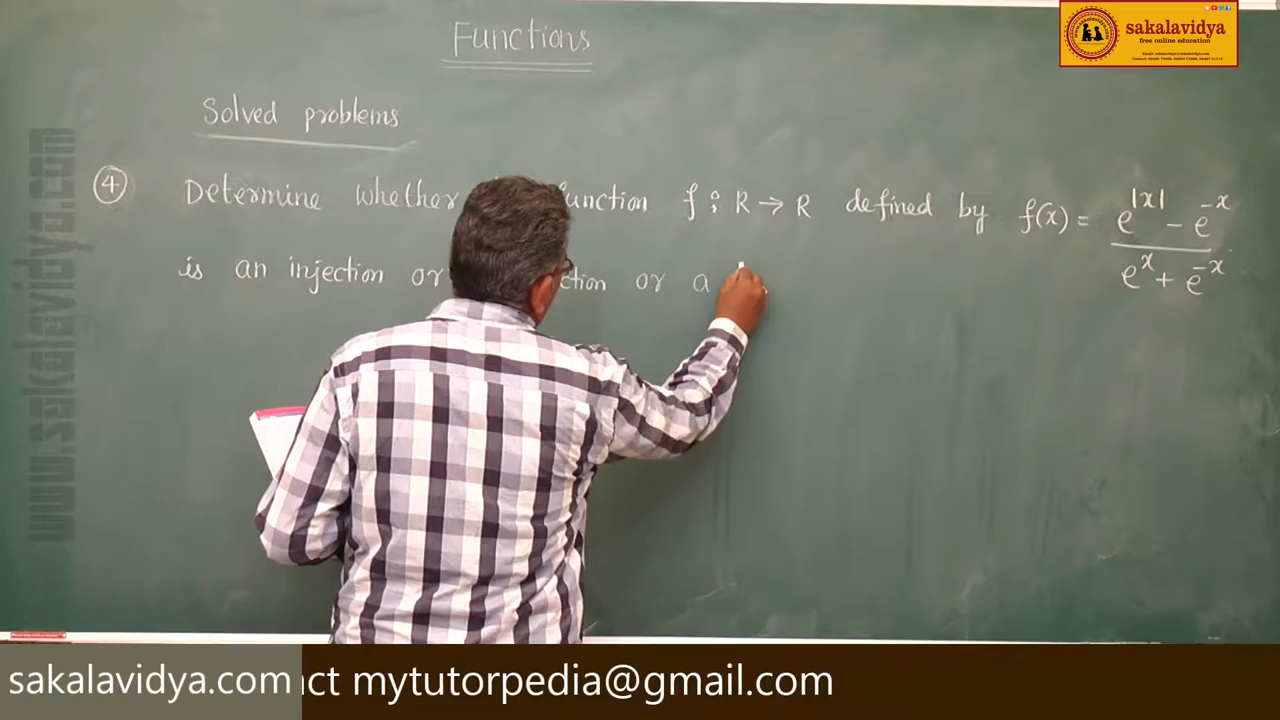 Functions
sakalavidya
free online education
Solved problems
④ Determine whether function f : R → R defined by f(x) = e^|x| - e^-x / e^x + e^-x
is an injection or ction or a
www.sakalavidya.com
sakalavidya.com ct mytutorpedia@gmail.com